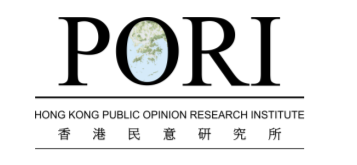 PORI
HONG KONG PUBLIC OPINION RESEARCH INSTITUTE
香港民意研究所